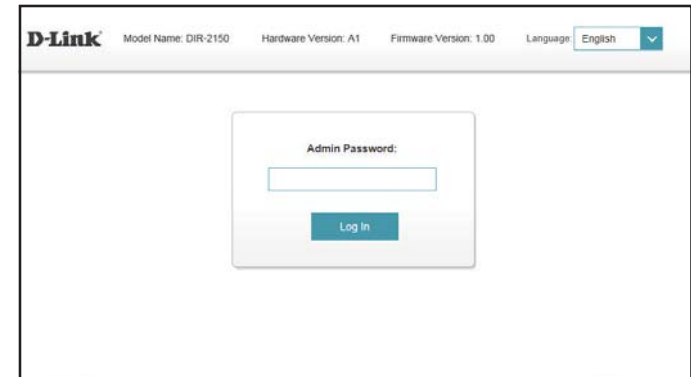 D-Link Model Name: DIR-2150 Hardware Version: A1 Firmware Version: 1.00 Language: English
Admin Password:
Log In